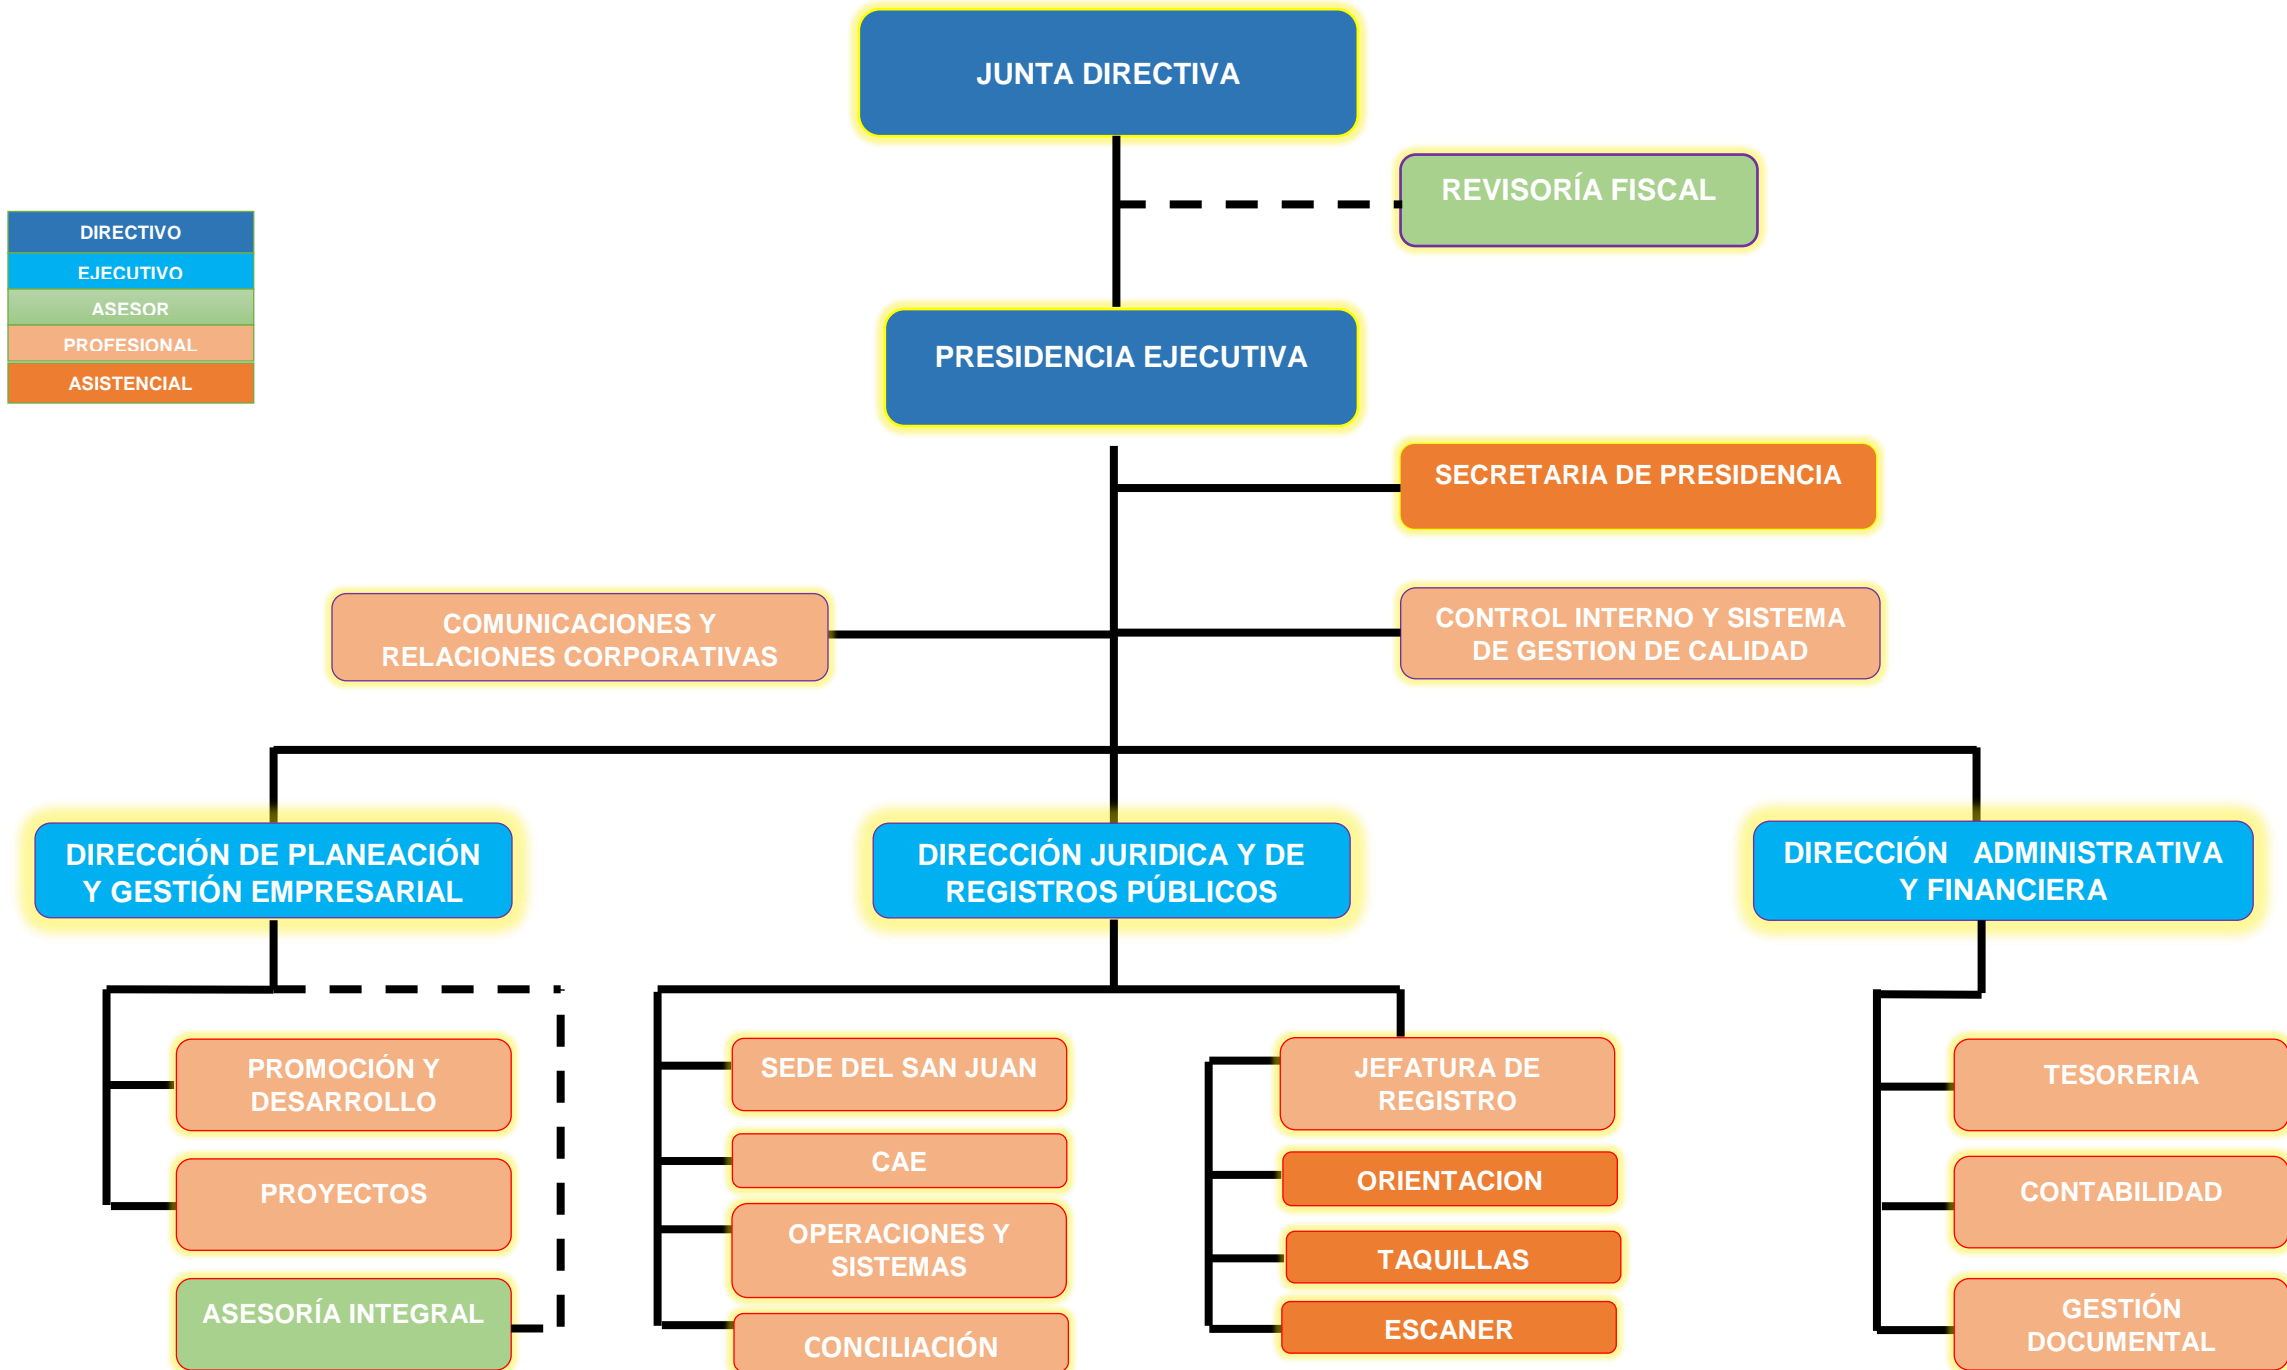 JUNTA DIRECTIVA
REVISORÍA FISCAL
DIRECTIVO
EJECUTIVO
ASESOR
PROFESIONAL
ASISTENCIAL
PRESIDENCIA EJECUTIVA
SECRETARIA DE PRESIDENCIA
COMUNICACIONES Y
RELACIONES CORPORATIVAS
CONTROL INTERNO Y SISTEMA
DE GESTION DE CALIDAD
DIRECCIÓN DE PLANEACIÓN
Y GESTIÓN EMPRESARIAL
DIRECCIÓN JURIDICA Y DE
REGISTROS PÚBLICOS
DIRECCIÓN ADMINISTRATIVA
Y FINANCIERA
PROMOCIÓN Y
DESARROLLO
PROYECTOS
ASESORÍA INTEGRAL
SEDE DEL SAN JUAN
CAE
OPERACIONES Y
SISTEMAS
CONCILIACIÓN
JEFATURA DE
REGISTRO
ORIENTACION
TAQUILLAS
ESCANER
TESORERIA
CONTABILIDAD
GESTIÓN
DOCUMENTAL